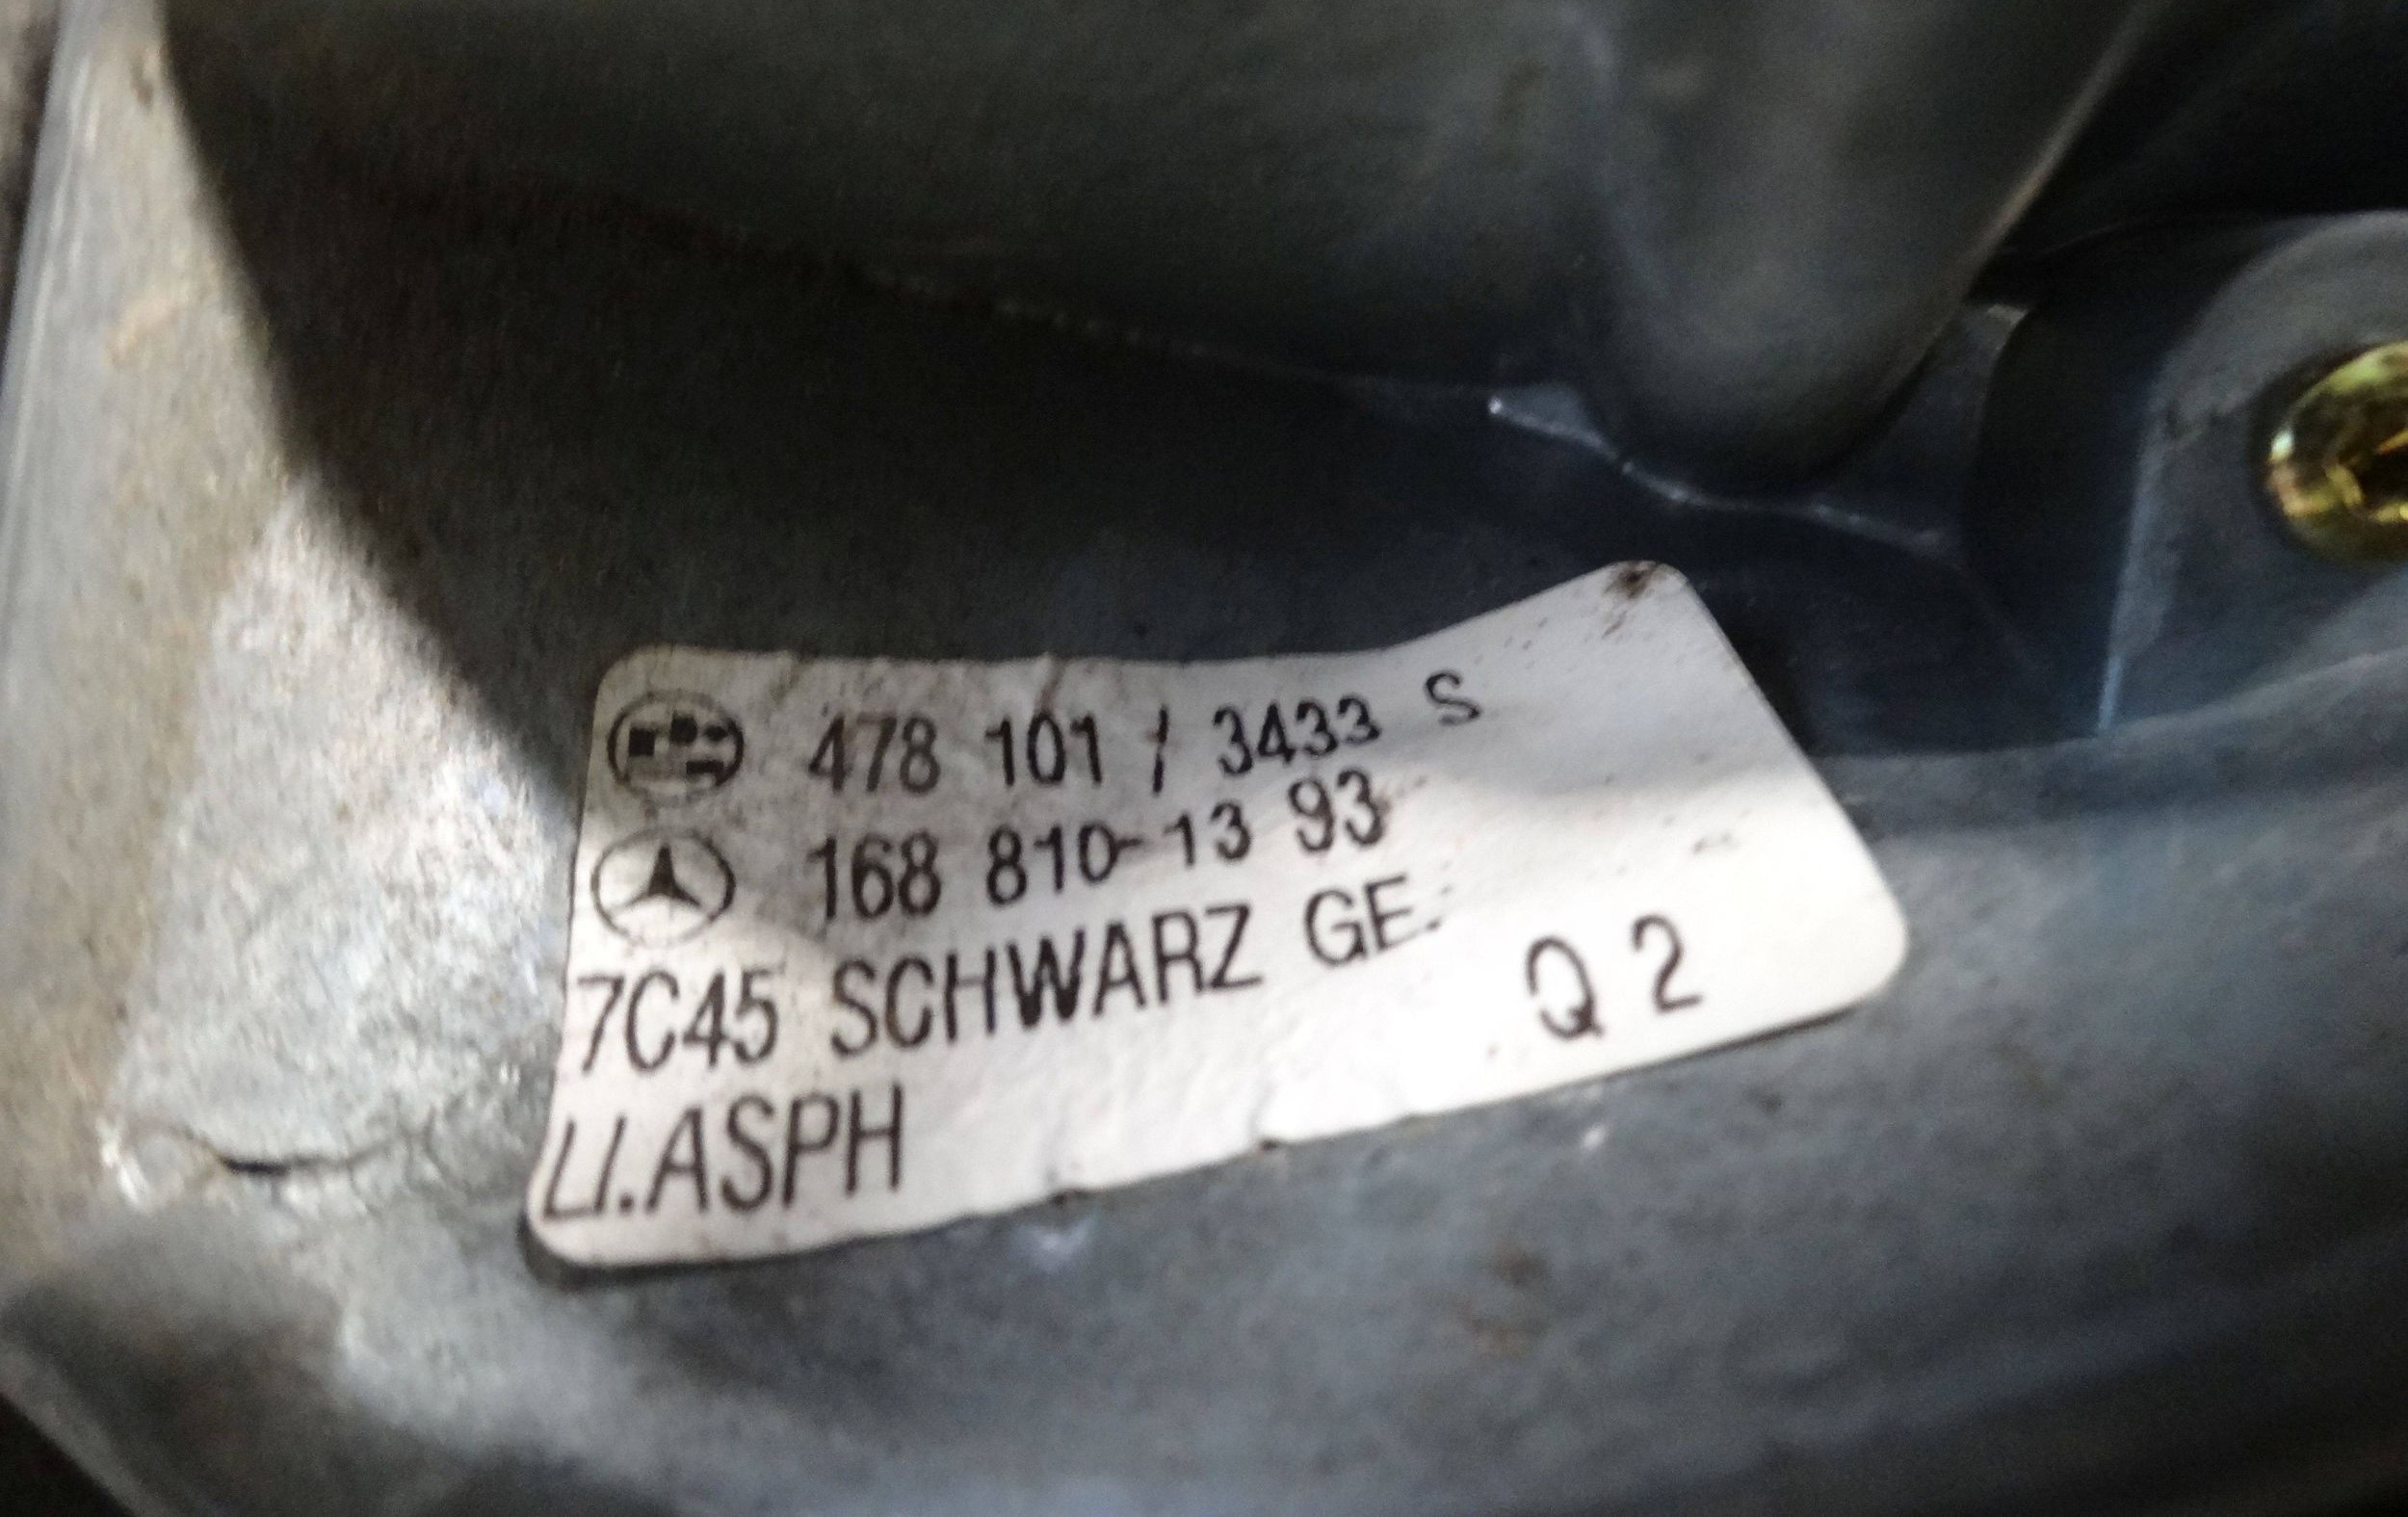 478 101 / 3433 S
168 810-13 93
7C45 SCHWARZ GE.
LI.ASPH
Q 2